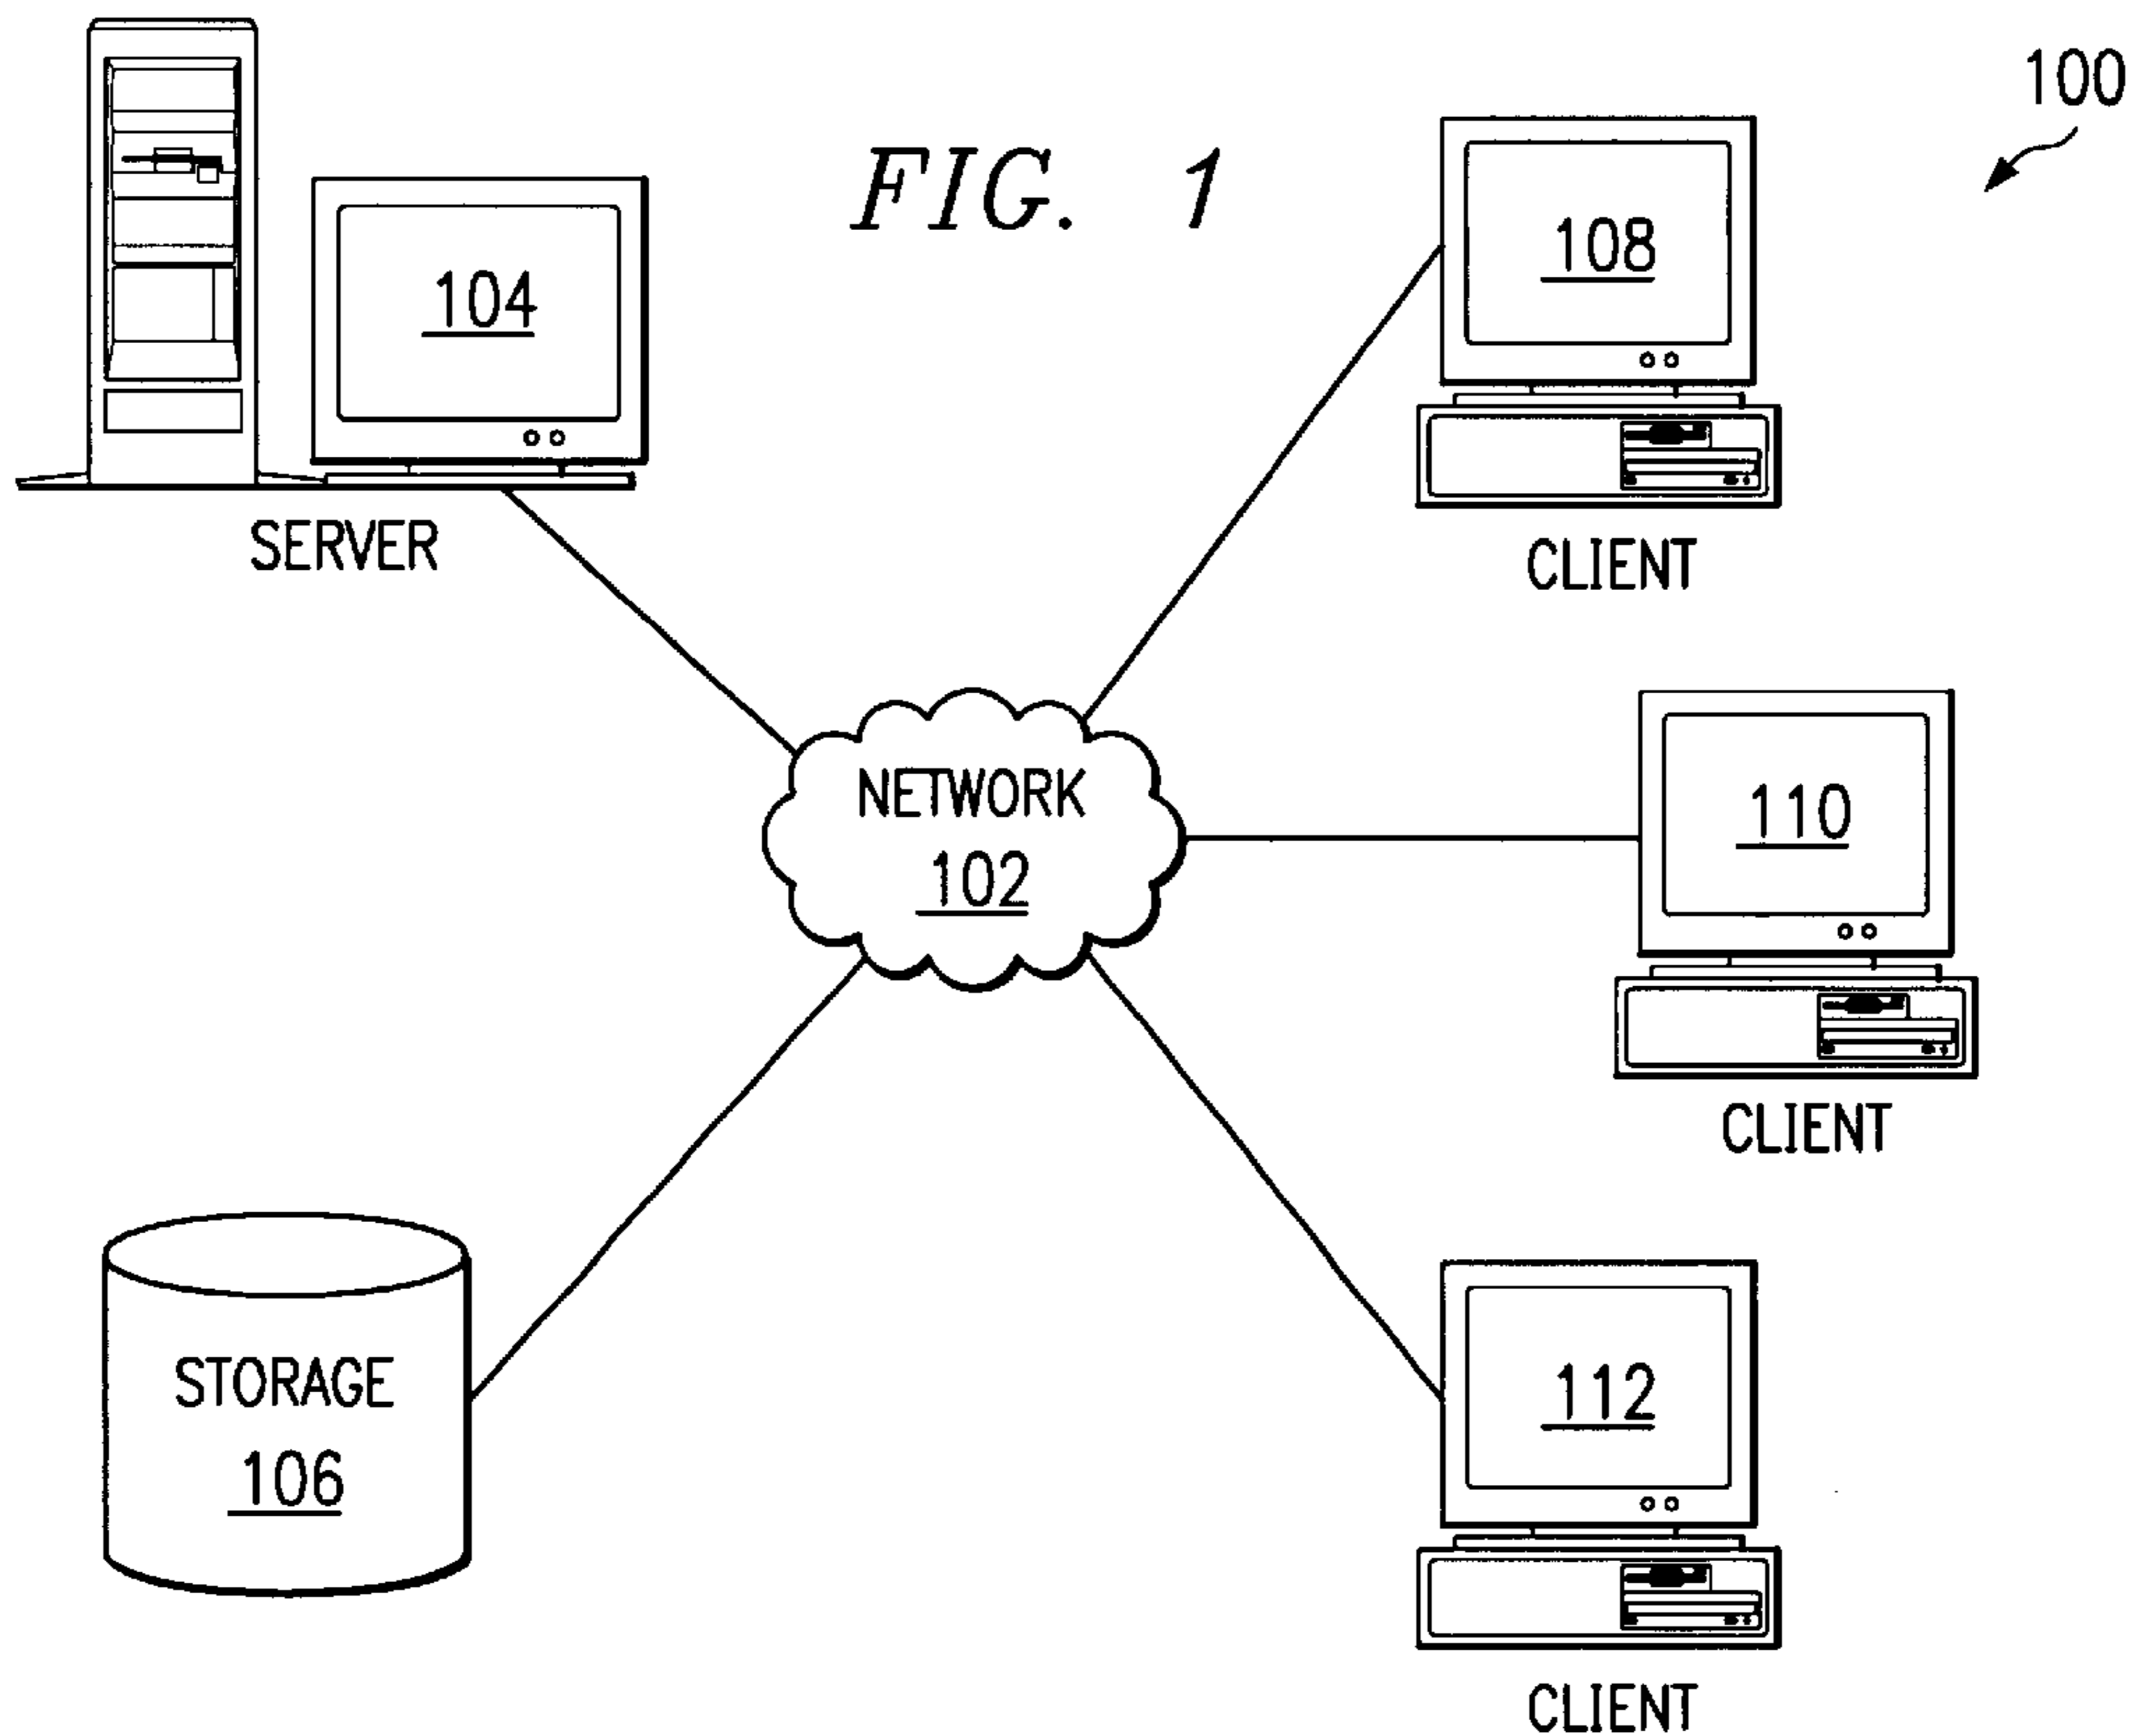 100
FIG. 1
108
104
SERVER
CLIENT
NETWORK
102
110
CLIENT
STORAGE
106
112
CLIENT